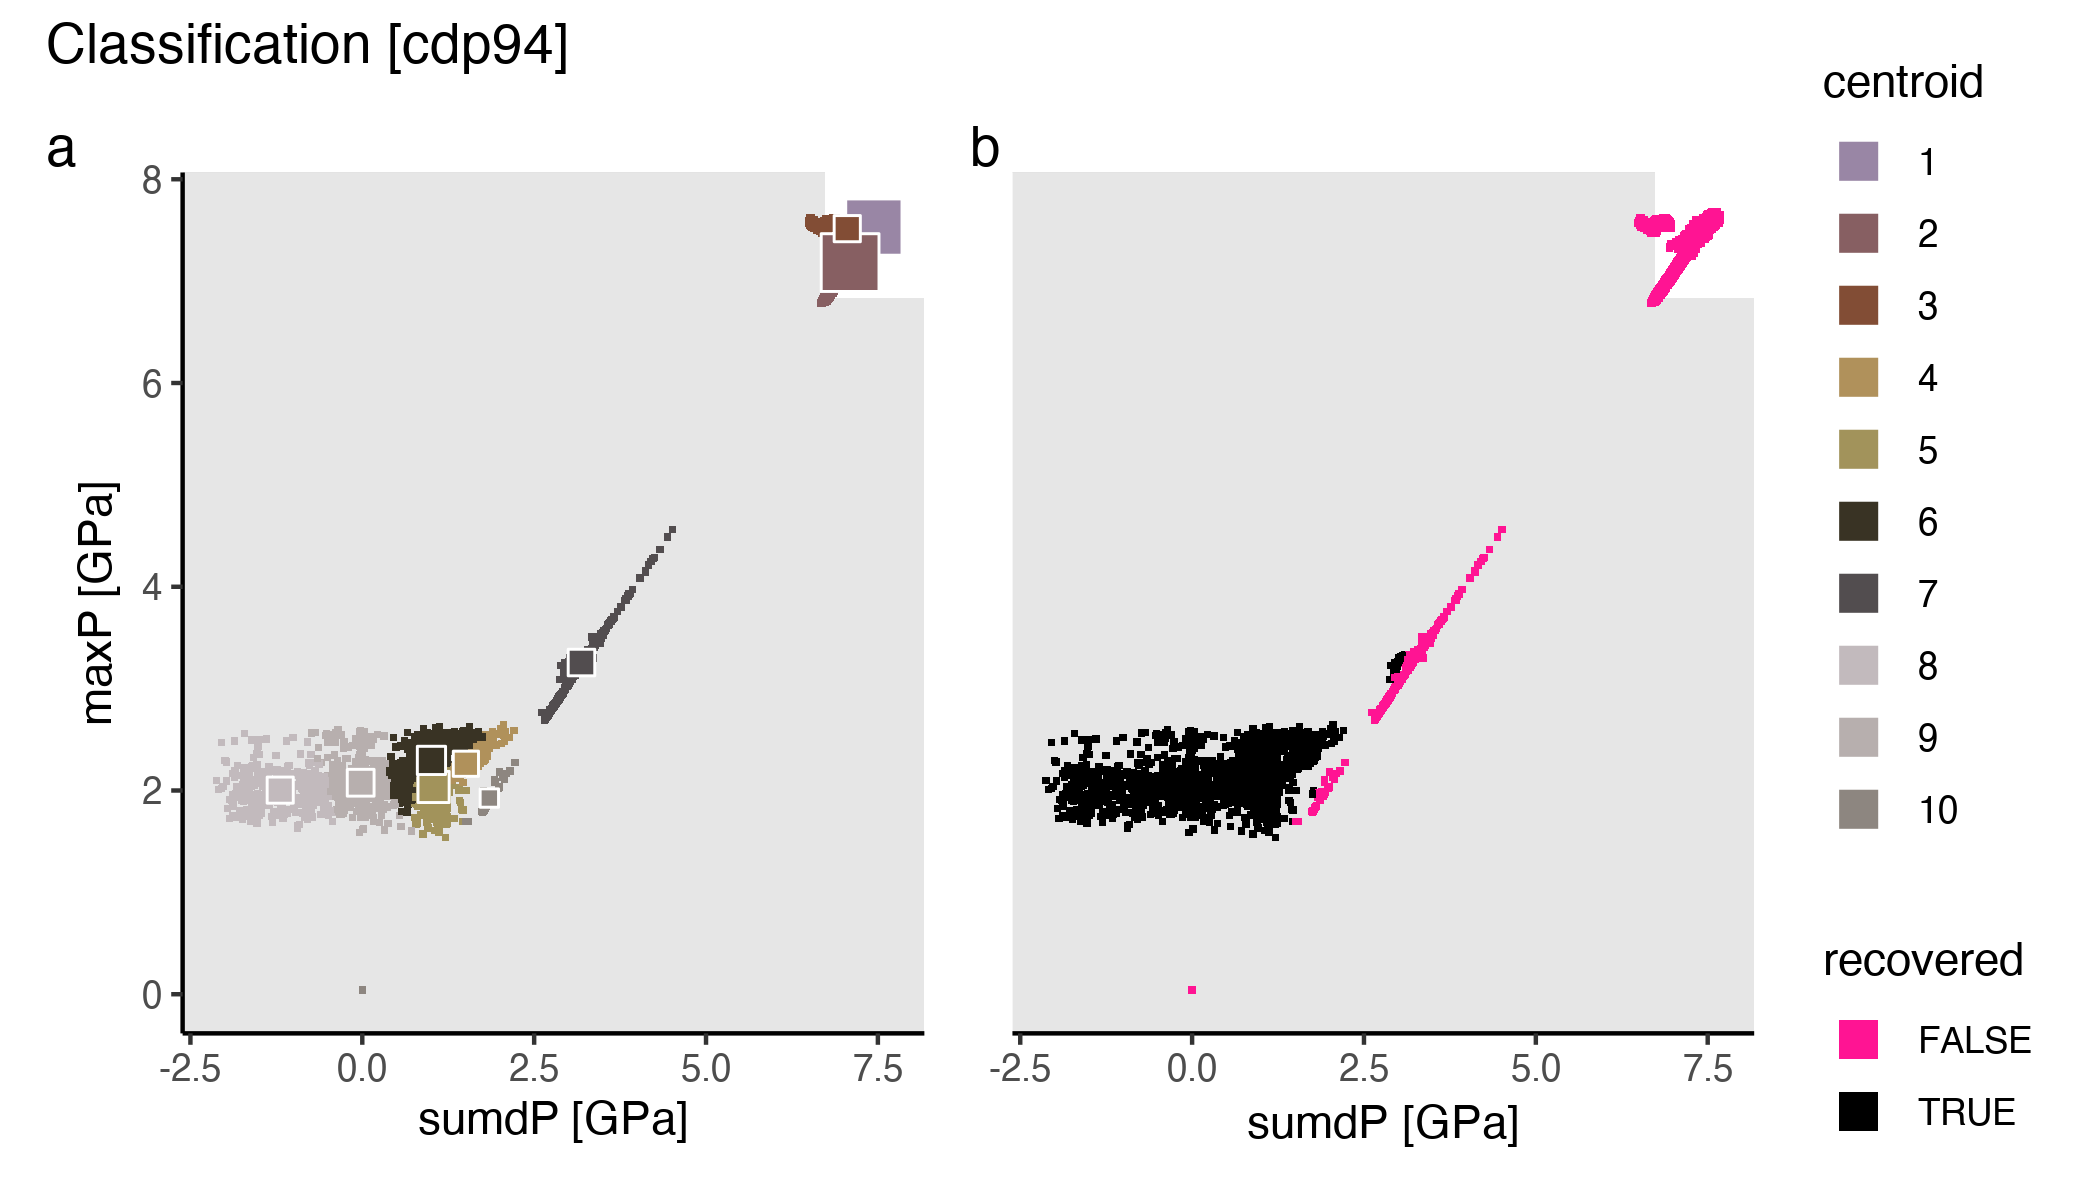 Classification [cdp94]
a
b
8
6
4
2
0
maxP [GPa]
-2.5 0.0 2.5 5.0 7.5
sumdP [GPa]
-2.5 0.0 2.5 5.0 7.5
sumdP [GPa]
centroid
1
2
3
4
5
6
7
8
9
10
recovered
FALSE
TRUE